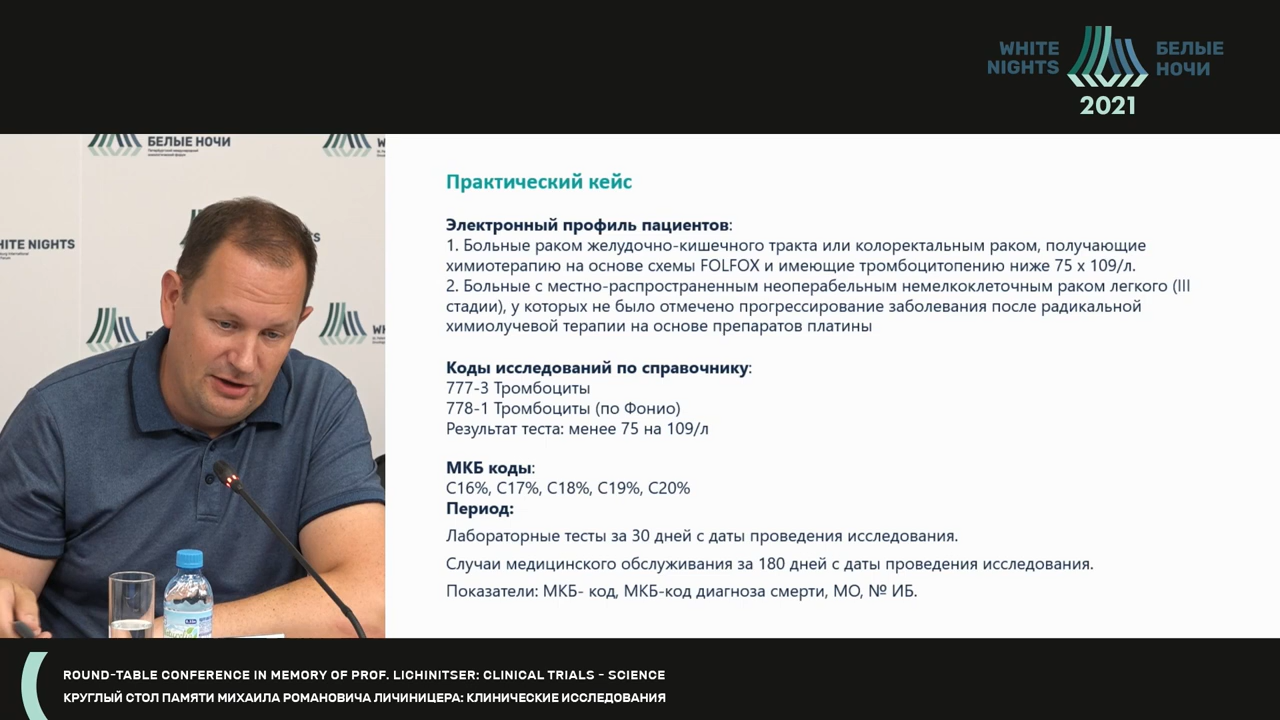 WHITE NIGHTS
БЕЛЫЕ НОЧИ
2021
БЕЛЫЕ НОЧИ
HITE NIGHTS
Практический кейс
Электронный профиль пациентов:
1. Больные раком желудочно-кишечного тракта или колоректальным раком, получающие
химиотерапию на основе схемы FOLFOX и имеющие тромбоцитопению ниже 75 x 109/л.
2. Больные с местно-распространенным неоперабельным немелкоклеточным раком легкого (III
стадии), у которых не было отмечено прогрессирование заболевания после радикальной
химиолучевой терапии на основе препаратов платины
Коды исследований по справочнику:
777-3 Тромбоциты
778-1 Тромбоциты (по Фонио)
Результат теста: менее 75 на 109/л
МКБ коды:
C16%, C17%, C18%, C19%, C20%
Период:
Лабораторные тесты за 30 дней с даты проведения исследования.
Случаи медицинского обслуживания за 180 дней с даты проведения исследования.
Показатели: МКБ- код, МКБ-код диагноза смерти, МО, № ИБ.
ROUND-TABLE CONFERENCE IN MEMORY OF PROF. LICHINITSER: CLINICAL TRIALS - SCIENCE
КРУГЛЫЙ СТОЛ ПАМЯТИ МИХАИЛА РОМАНОВИЧА ЛИЧИНИЦЕРА: КЛИНИЧЕСКИЕ ИССЛЕДОВАНИЯ